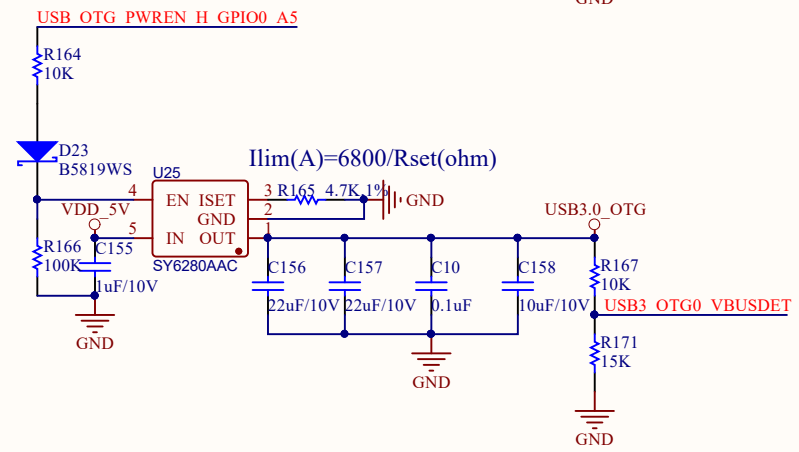 GND
USB_OTG_PWREN_H_GPIO0_A5
R164
10K
D23
B5819WS
Ilim(A)=6800/Rset(ohm)
U25
4
EN
ISET
3
R165
4.7K 1%
GND
GND
2
VDD_5V
5
IN
OUT
1
USB3.0_OTG
R166
100K
C155
1uF/10V
SY6280AAC
C156
22uF/10V
C157
22uF/10V
C10
0.1uF
C158
10uF/10V
R167
10K
USB3_OTG0_VBUSDET
R171
15K
GND
GND
GND